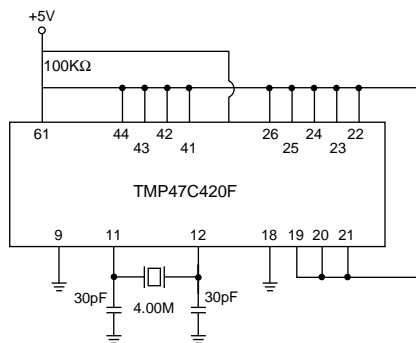 +5V
100KΩ
61 44 42 26 24 22
43 41 25 23
TMP47C420F
9 11 12 18 19 20 21
30pF 4.00M 30pF